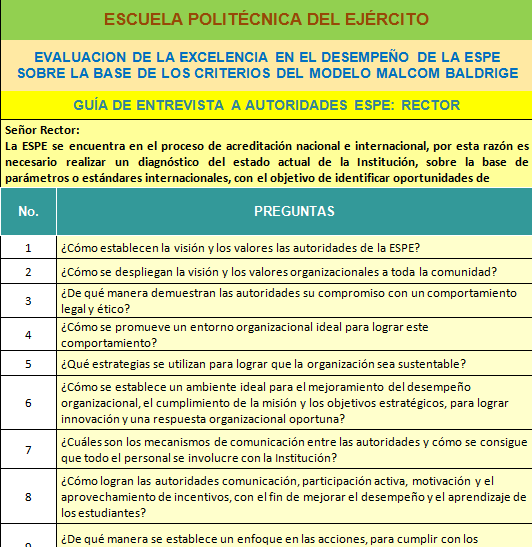 ESCUELA POLITÉCNICA DEL EJÉRCITO
EVALUACION DE LA EXCELENCIA EN EL DESEMPEÑO DE LA ESPE
SOBRE LA BASE DE LOS CRITERIOS DEL MODELO MALCOM BALDRIGE
GUÍA DE ENTREVISTA A AUTORIDADES ESPE: RECTOR
Señor Rector:
La ESPE se encuentra en el proceso de acreditación nacional e internacional, por esta razón es
necesario realizar un diagnóstico del estado actual de la Institución, sobre la base de
parámetros o estándares internacionales, con el objetivo de identificar oportunidades de
No. PREGUNTAS
1 ¿Cómo establecen la visión y los valores las autoridades de la ESPE?
2 ¿Cómo se despliegan la visión y los valores organizacionales a toda la comunidad?
3 ¿De qué manera demuestran las autoridades su compromiso con un comportamiento
legal y ético?
4 ¿Cómo se promueve un entorno organizacional ideal para lograr este
comportamiento?
5 ¿Qué estrategias se utilizan para lograr que la organización sea sustentable?
6 ¿Cómo se establece un ambiente ideal para el mejoramiento del desempeño
organizacional, el cumplimiento de la misión y los objetivos estratégicos, para lograr
innovación y una respuesta organizacional oportuna?
7 ¿Cuáles son los mecanismos de comunicación entre las autoridades y cómo se consigue
que todo el personal se involucre con la Institución?
8 ¿Cómo logran las autoridades comunicación, participación activa, motivación y el
aprovechamiento de incentivos, con el fin de mejorar el desempeño y el aprendizaje de
los estudiantes?
9 ¿De qué manera se establece un enfoque en las acciones, para cumplir con los